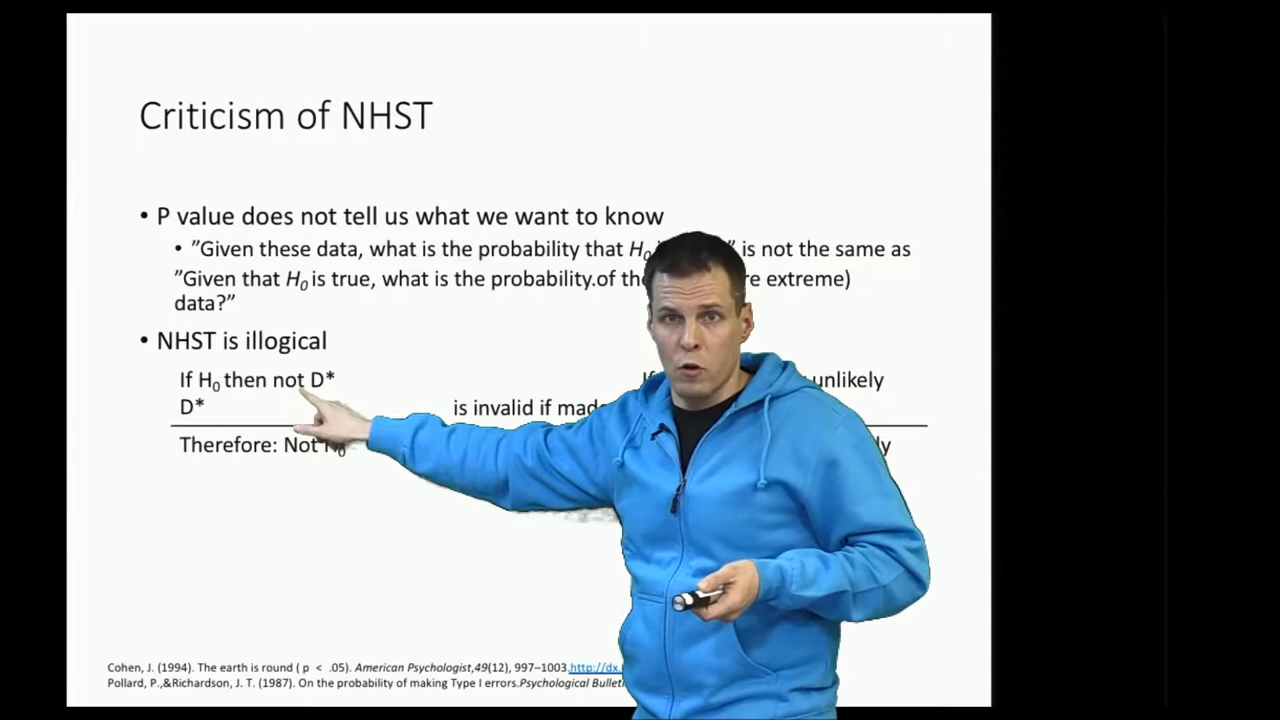 Criticism of NHST
• P value does not tell us what we want to know
• ”Given these data, what is the probability that H0 ” is not the same as
”Given that H0 is true, what is the probability.of extreme)
data?”
• NHST is illogical
If H0 then not D* If unlikely
D* is invalid if made
Therefore: Not H0
Cohen, J. (1994). The earth is round ( p < .05). American Psychologist,49(12), 997–1003.http://dx.
Pollard, P.,&Richardson, J. T. (1987). On the probability of making Type I errors.Psychological